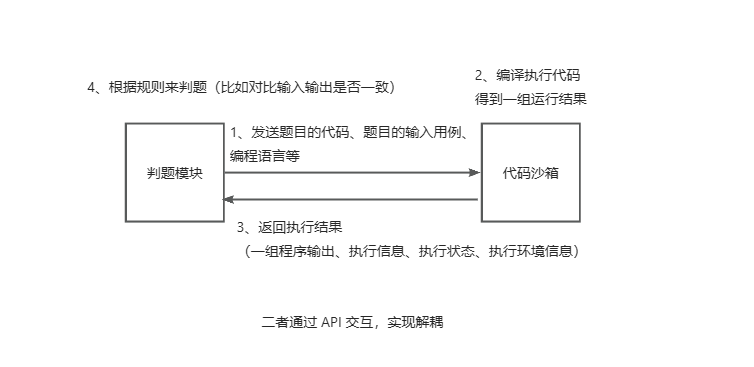 2、编译执行代码
得到一组运行结果
4、根据规则来判题（比如对比输入输出是否一致）
1、发送题目的代码、题目的输入用例、
编程语言等
判题模块
代码沙箱
3、返回执行结果
（一组程序输出、执行信息、执行状态、执行环境信息）
二者通过 API 交互，实现解耦